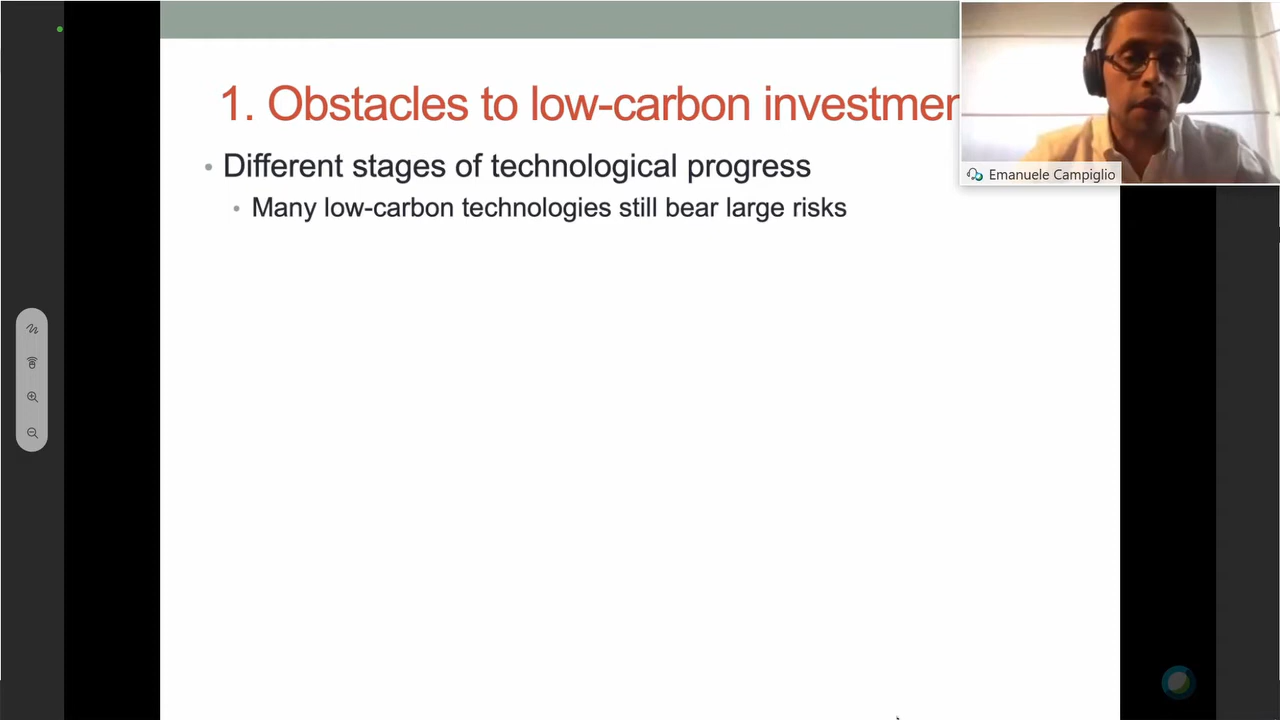 1. Obstacles to low-carbon investmen
• Different stages of technological progress
• Many low-carbon technologies still bear large risks
Emanuele Campiglio